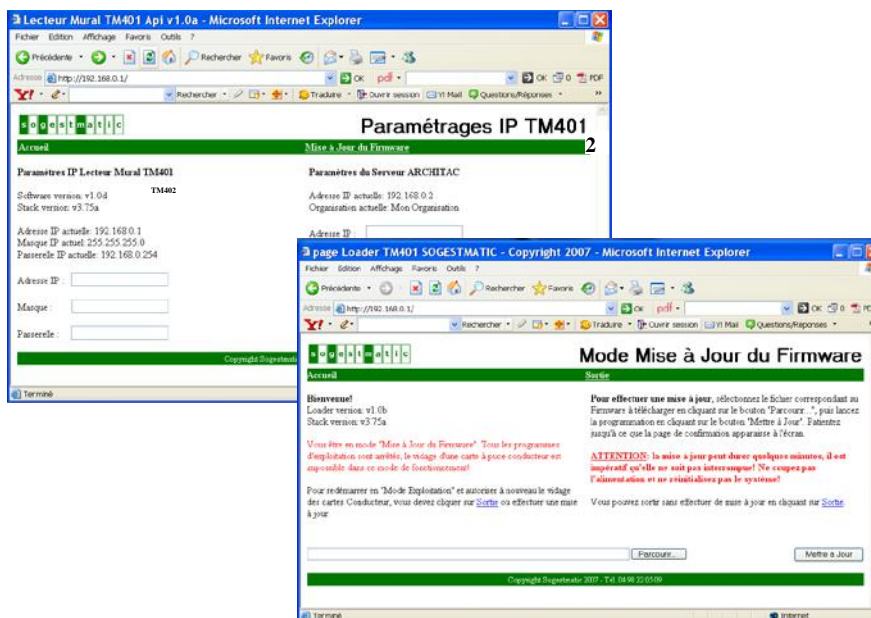 Lecteur Mural TM401 Api v1.0a - Microsoft Internet Explorer
Fichier Edition Affichage Favoris Outils ?
Précédente Rechercher Favoris
Adresse http://192.168.0.1/ OK pdf OK 0 PDF
Y! Rechercher Traduire Ouvrir session Y! Mail Questions/Réponses »
sogestmatic
Paramétrages IP TM401
2
Accueil Mise à Jour du Firmware
Paramètres IP Lecteur Mural TM401
TM402
Software version: v1.0d
Stack version: v3.75a
Adresse IP actuelle: 192.168.0.1
Masque IP actuel: 255.255.255.0
Passerelle IP actuelle: 192.168.0.254
Adresse IP :
Masque :
Passerelle :
Paramètres du Serveur ARCHITAC
Adresse IP actuelle: 192.168.0.2
Organisation actuelle: Mon Organisation
Adresse IP :
Copyright Sogestmatic
Terminé
page Loader TM401 SOGESTMATIC - Copyright 2007 - Microsoft Internet Explorer
Fichier Edition Affichage Favoris Outils ?
Précédente Rechercher Favoris
Adresse http://192.168.0.1/ OK pdf OK 0
Y! Rechercher Traduire Ouvrir session Y! Mail Questions/Réponses
sogestmatic
Mode Mise à Jour du Firmware
Accueil Sortie
Bienvenue!
Loader version: v1.0b
Stack version: v3.75a
Vous être en mode "Mise à Jour du Firmware". Tous les programmes
d'exploitation sont arrêtés, le vidage d'une carte à puce conducteur est
impossible dans ce mode de fonctionnement!
Pour redémarrer en "Mode Exploitation" et autoriser à nouveau le vidage
des cartes Conducteur, vous devez cliquer sur Sortie ou effectuer une mise
à jour
Pour effectuer une mise à jour, sélectionnez le fichier correspondant au
Firmware à télécharger en cliquant sur le bouton "Parcourir...", puis lancez
la programmation en cliquant sur le bouton "Mettre à Jour". Patientez
jusqu'à ce que la page de confirmation apparaisse à l'écran.
ATTENTION: la mise à jour peut durer quelques minutes, il est
impératif qu'elle ne soit pas interrompue! Ne coupez pas
l'alimentation et ne réinitialisez pas le système!
Vous pouvez sortir sans effectuer de mise à jour en cliquant sur Sortie.
Parcourir... Mettre à Jour
Copyright Sogestmatic 2007 - Tél. 04 98 22 05 09
Terminé Internet